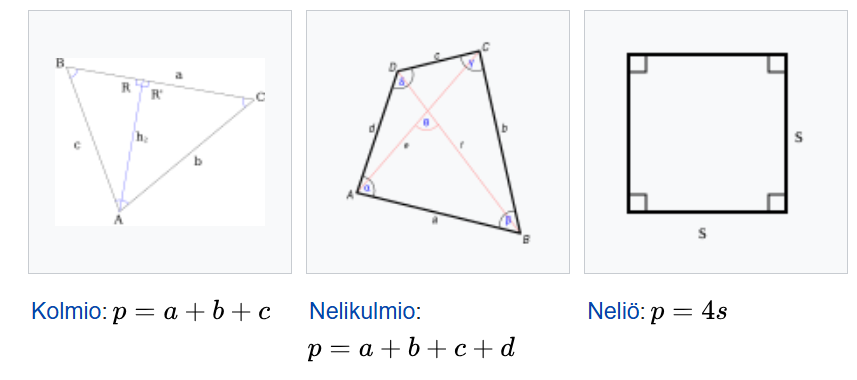 B
a
R
R'
C
c
h₂
b
A
D
c
C
δ
γ
θ
d
b
e
f
A
α
a
β
B
s
s
Kolmio: p = a + b + c
Nelikulmio:
p = a + b + c + d
Neliö: p = 4s